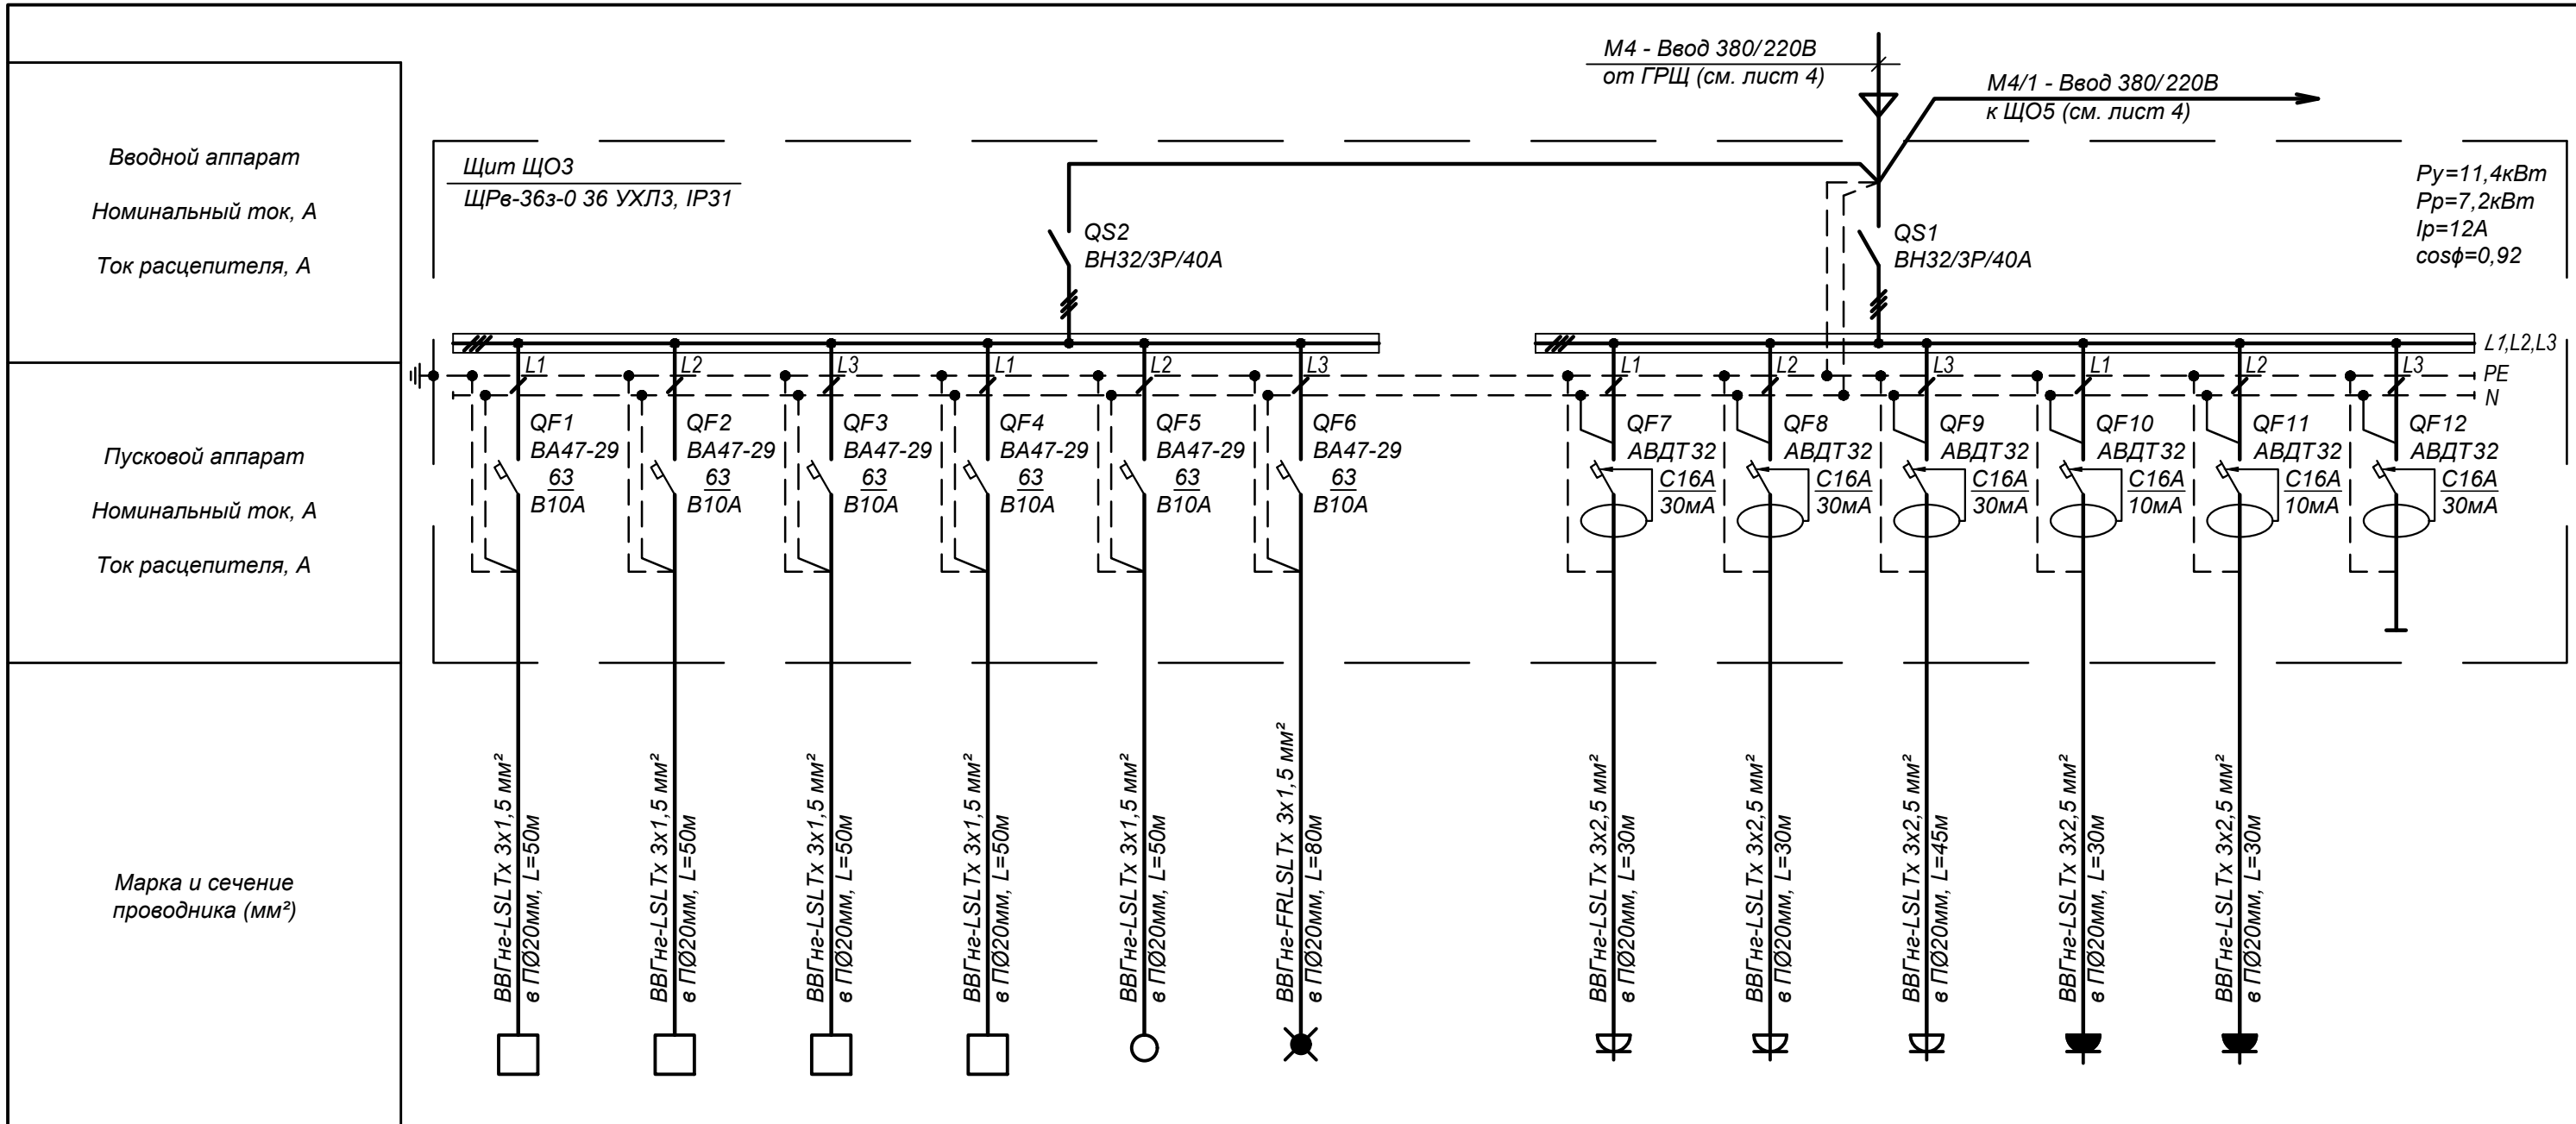 М4 - Ввод 380/220В
от ГРЩ (см. лист 4)
М4/1 - Ввод 380/220В
к ЩО5 (см. лист 4)
Вводной аппарат
Номинальный ток, А
Ток расцепителя, А
Щит ЩО3
ЩРв-36з-0 36 УХЛ3, IP31
QS2
ВН32/3Р/40А
QS1
ВН32/3Р/40А
Ру=11,4кВт
Рр=7,2кВт
Iр=12А
cosϕ=0,92
L1,L2,L3
PE
N
Пусковой аппарат
Номинальный ток, А
Ток расцепителя, А
L1
QF1
ВА47-29
63
В10А
L2
QF2
ВА47-29
63
В10А
L3
QF3
ВА47-29
63
В10А
L1
QF4
ВА47-29
63
В10А
L2
QF5
ВА47-29
63
В10А
L3
QF6
ВА47-29
63
В10А
L1
QF7
АВДТ32
С16А
30мА
L2
QF8
АВДТ32
С16А
30мА
L3
QF9
АВДТ32
С16А
30мА
L1
QF10
АВДТ32
С16А
10мА
L2
QF11
АВДТ32
С16А
10мА
L3
QF12
АВДТ32
С16А
30мА
Марка и сечение
проводника (мм²)
ВВГнг-LSLTx 3х1,5 мм²
в ПØ20мм, L=50м
ВВГнг-LSLTx 3х1,5 мм²
в ПØ20мм, L=50м
ВВГнг-LSLTx 3х1,5 мм²
в ПØ20мм, L=50м
ВВГнг-LSLTx 3х1,5 мм²
в ПØ20мм, L=50м
ВВГнг-LSLTx 3х1,5 мм²
в ПØ20мм, L=50м
ВВГнг-FRLSLTx 3х1,5 мм²
в ПØ20мм, L=80м
ВВГнг-LSLTx 3х2,5 мм²
в ПØ20мм, L=30м
ВВГнг-LSLTx 3х2,5 мм²
в ПØ20мм, L=30м
ВВГнг-LSLTx 3х2,5 мм²
в ПØ20мм, L=45м
ВВГнг-LSLTx 3х2,5 мм²
в ПØ20мм, L=30м
ВВГнг-LSLTx 3х2,5 мм²
в ПØ20мм, L=30м